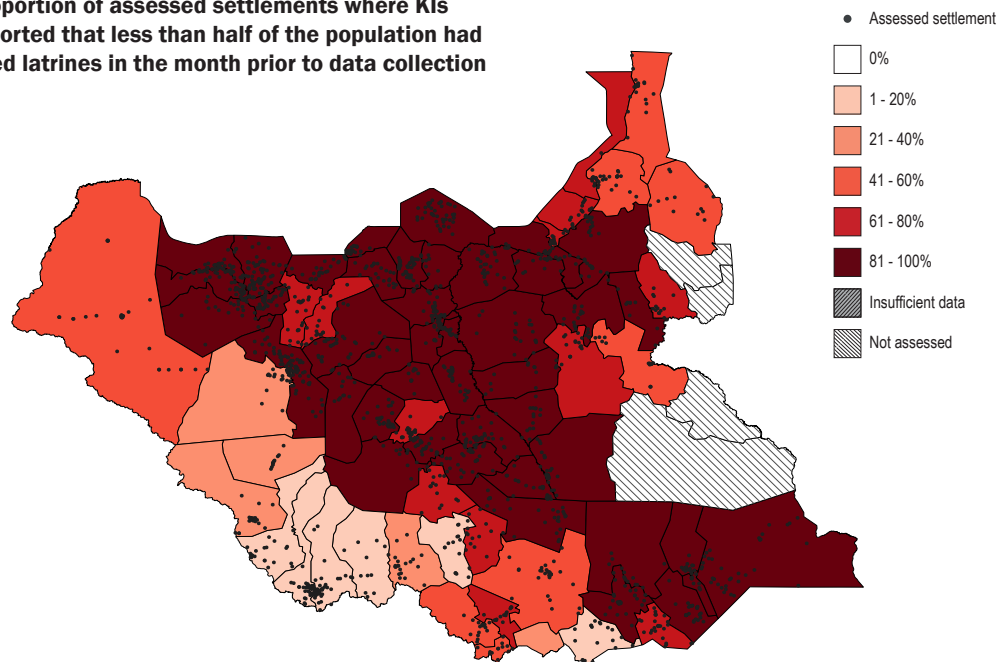 oportion of assessed settlements where KIs
orted that less than half of the population had
ed latrines in the month prior to data collection
Assessed settlement
0%
1 - 20%
21 - 40%
41 - 60%
61 - 80%
81 - 100%
Insufficient data
Not assessed